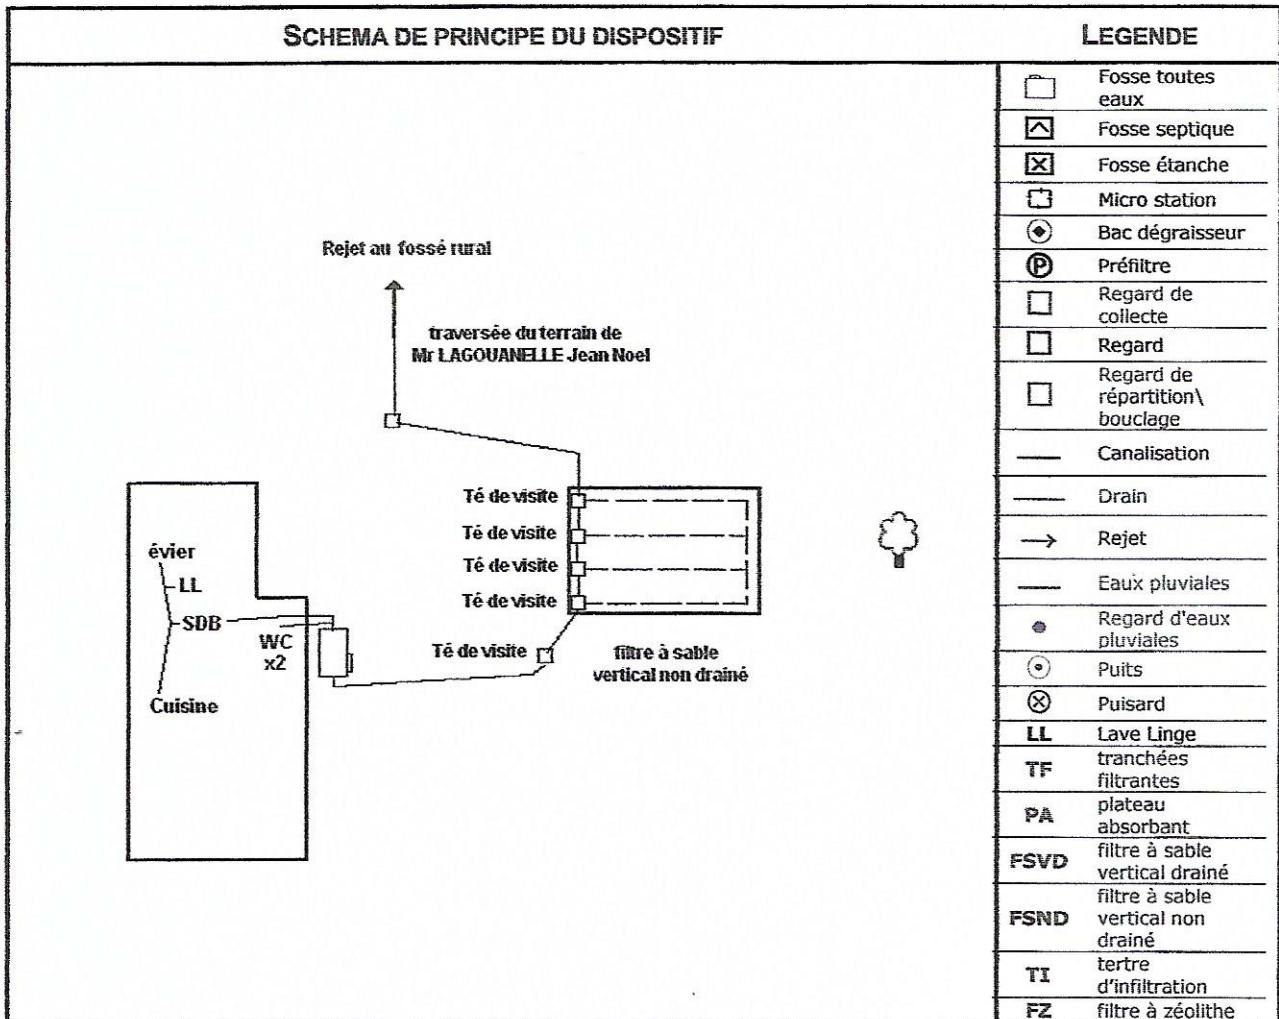 SCHEMA DE PRINCIPE DU DISPOSITIF
LEGENDE
Rejet au fossé rural
traversée du terrain de
Mr LAGOUANELLE Jean Noel
Té de visite
Té de visite
Té de visite
Té de visite
Té de visite
filtre à sable
vertical non drainé
évier
LL
SDB
WC
x2
Cuisine
Fosse toutes
eaux
Fosse septique
Fosse étanche
Micro station
Bac dégraisseur
P Préfiltre
Regard de
collecte
Regard
Regard de
répartition\
bouclage
Canalisation
Drain
Rejet
Eaux pluviales
Regard d'eaux
pluviales
Puits
Puisard
LL Lave Linge
TF tranchées
filtrantes
PA plateau
absorbant
FSVD filtre à sable
vertical drainé
FSND filtre à sable
vertical non
drainé
TI tertre
d'infiltration
FZ filtre à zéolithe